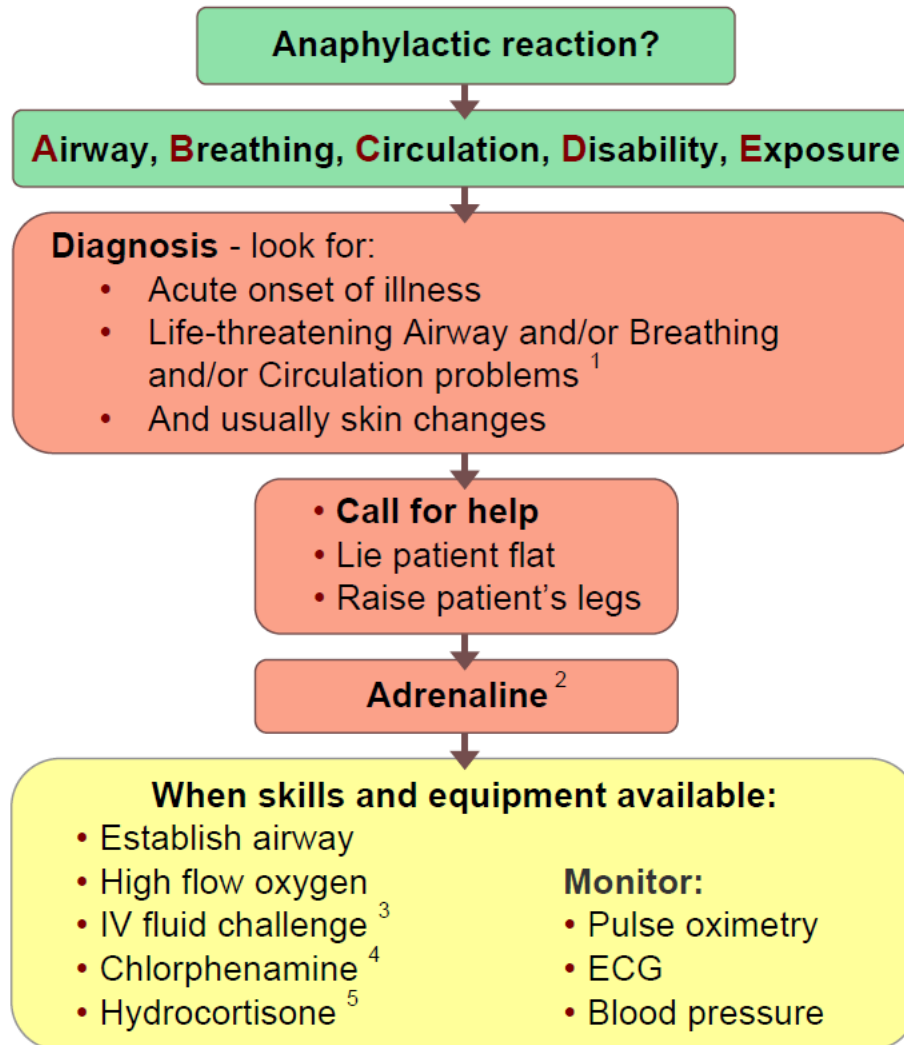 Anaphylactic reaction?
Airway, Breathing, Circulation, Disability, Exposure
Diagnosis - look for:
• Acute onset of illness
• Life-threatening Airway and/or Breathing
and/or Circulation problems 1
• And usually skin changes
• Call for help
• Lie patient flat
• Raise patient's legs
Adrenaline 2
When skills and equipment available:
• Establish airway
• High flow oxygen
• IV fluid challenge 3
• Chlorphenamine 4
• Hydrocortisone 5
Monitor:
• Pulse oximetry
• ECG
• Blood pressure